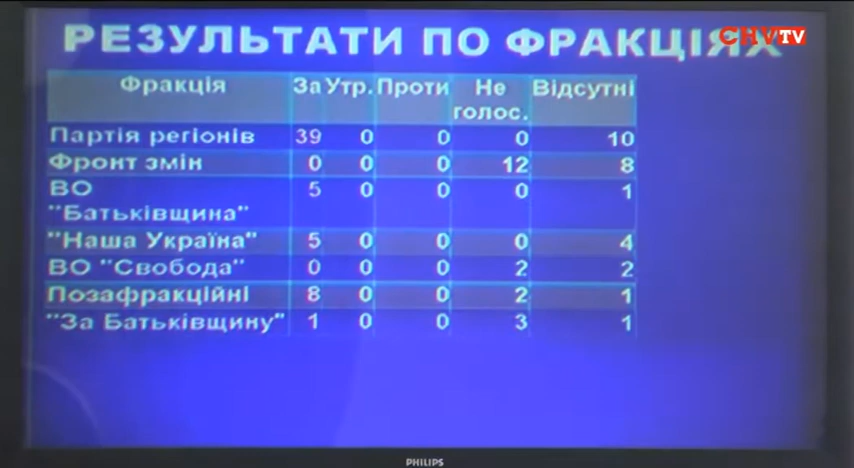 CHVTV
РЕЗУЛЬТАТИ ПО ФРАКЦІЯХ
Фракція За Утр. Проти Не голос. Відсутні
Партія регіонів 39 0 0 0 10
Фронт змін 0 0 0 12 8
ВО "Батьківщина" 5 0 0 0 1
"Наша Україна" 5 0 0 0 4
ВО "Свобода" 0 0 0 2 2
Позафракційні 8 0 0 2 1
"За Батьківщину" 1 0 0 3 1
PHILIPS